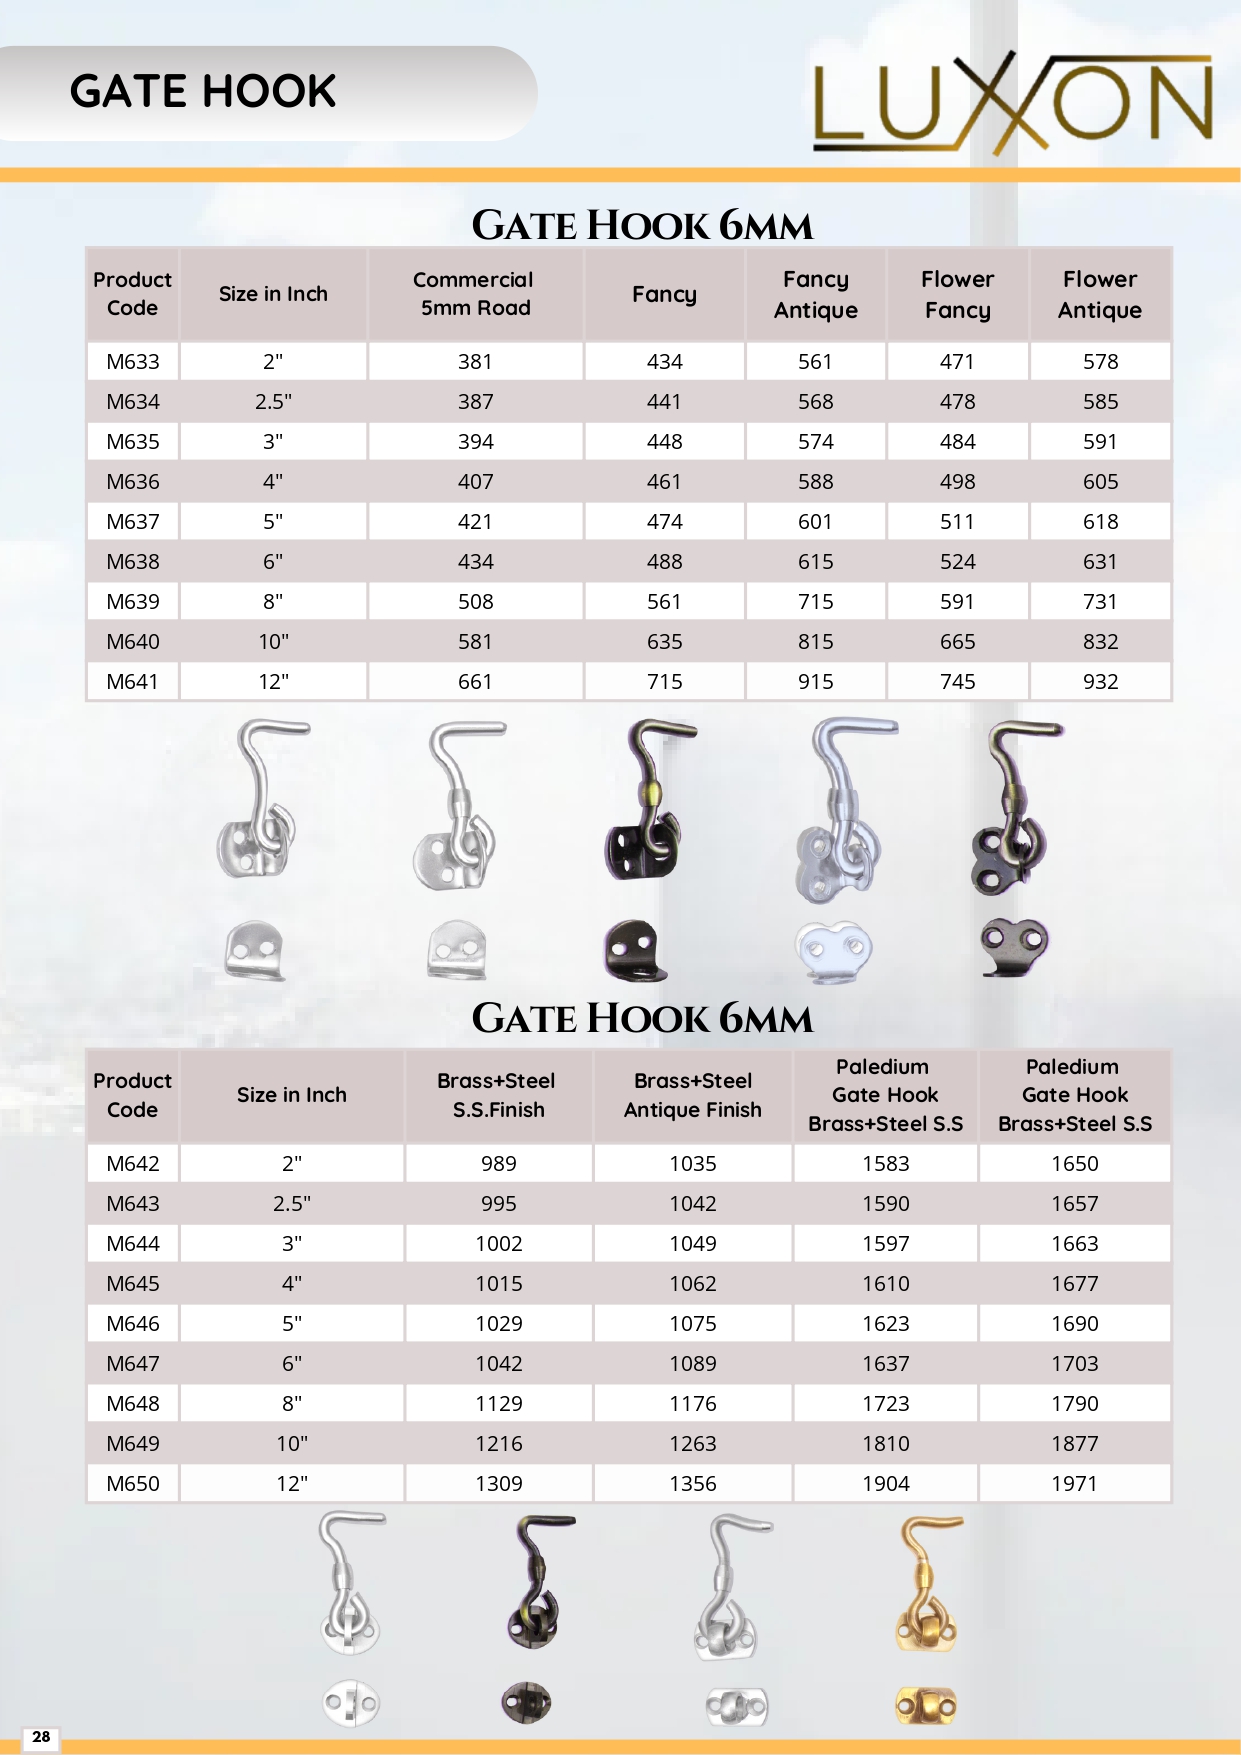 GATE HOOK
LUXXON
GATE HOOK 6MM
Product Code | Size in Inch | Commercial 5mm Road | Fancy | Fancy Antique | Flower Fancy | Flower Antique
M633 2" 381 434 561 471 578
M634 2.5" 387 441 568 478 585
M635 3" 394 448 574 484 591
M636 4" 407 461 588 498 605
M637 5" 421 474 601 511 618
M638 6" 434 488 615 524 631
M639 8" 508 561 715 591 731
M640 10" 581 635 815 665 832
M641 12" 661 715 915 745 932
GATE HOOK 6MM
Product Code | Size in Inch | Brass+Steel S.S.Finish | Brass+Steel Antique Finish | Paledium Gate Hook Brass+Steel S.S | Paledium Gate Hook Brass+Steel S.S
M642 2" 989 1035 1583 1650
M643 2.5" 995 1042 1590 1657
M644 3" 1002 1049 1597 1663
M645 4" 1015 1062 1610 1677
M646 5" 1029 1075 1623 1690
M647 6" 1042 1089 1637 1703
M648 8" 1129 1176 1723 1790
M649 10" 1216 1263 1810 1877
M650 12" 1309 1356 1904 1971
28